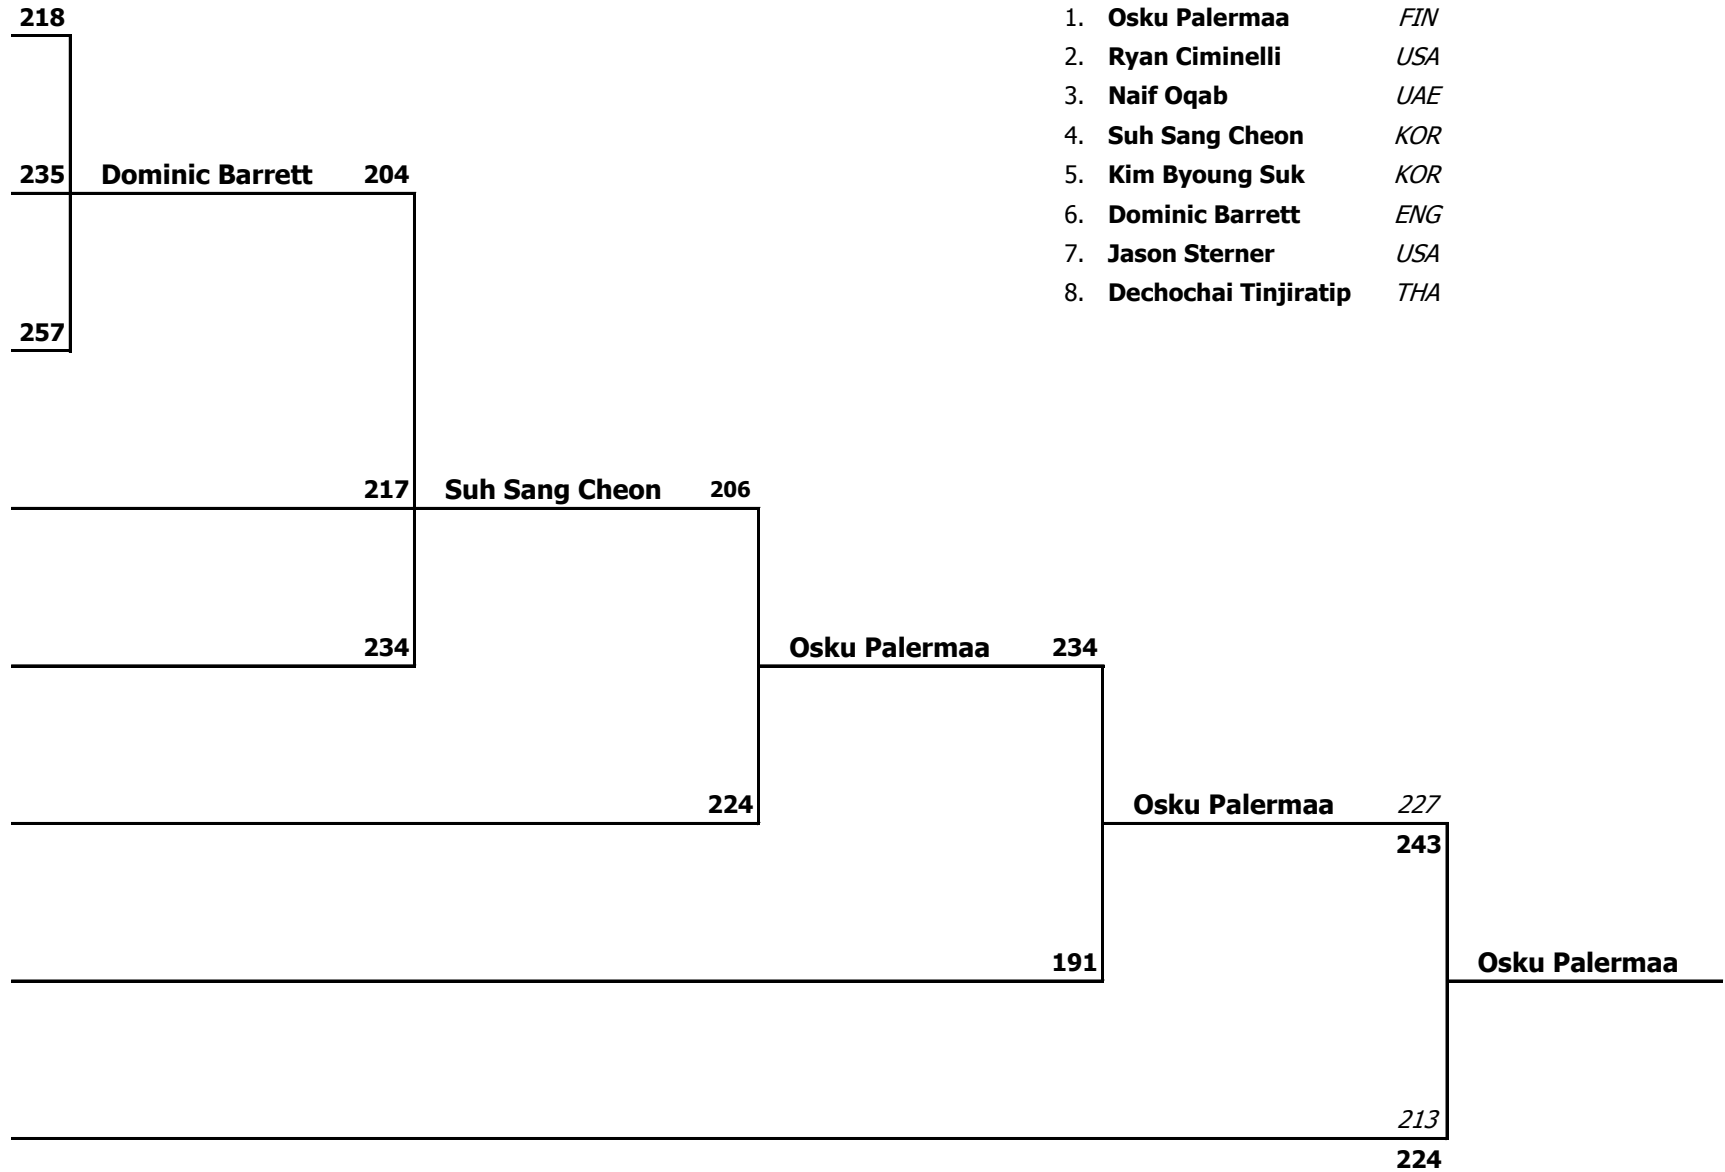 218
1. Osku Palermaa FIN
2. Ryan Ciminelli USA
3. Naif Oqab UAE
4. Suh Sang Cheon KOR
5. Kim Byoung Suk KOR
235 Dominic Barrett 204
6. Dominic Barrett ENG
7. Jason Sterner USA
8. Dechochai Tinjiratip THA
257
217 Suh Sang Cheon 206
234 Osku Palermaa 234
224 Osku Palermaa 227
243
191 Osku Palermaa
213
224